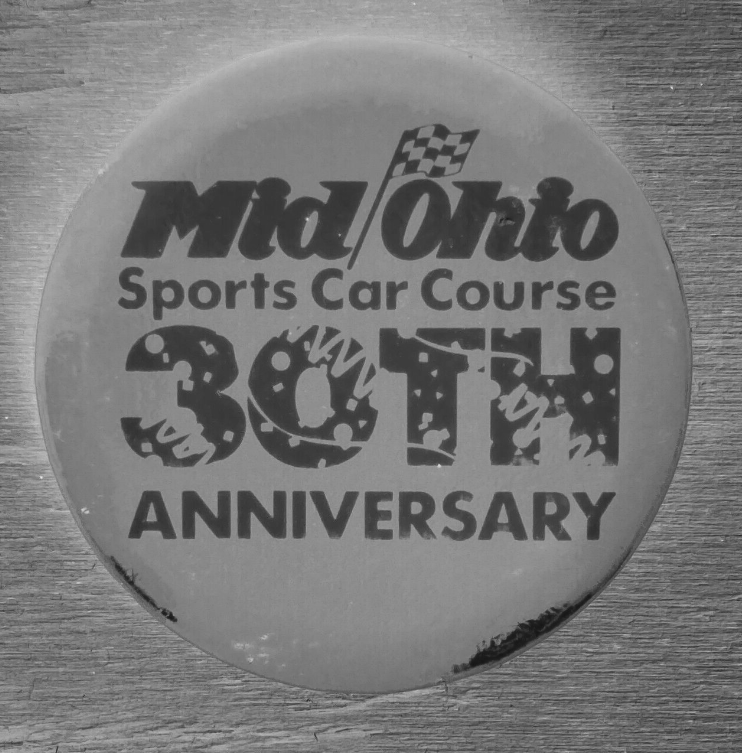 Mid Ohio
Sports Car Course
30TH
ANNIVERSARY